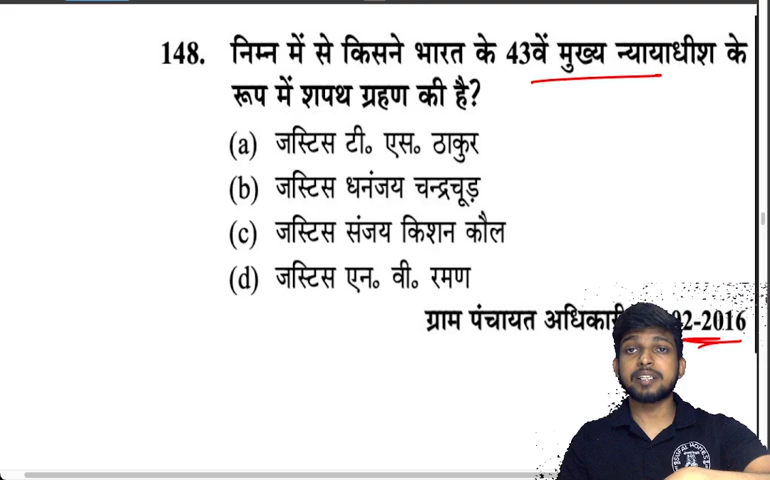 148. निम्न में से किसने भारत के 43वें मुख्य न्यायाधीश के
रूप में शपथ ग्रहण की है?
(a) जस्टिस टी॰ एस॰ ठाकुर
(b) जस्टिस धनंजय चन्द्रचूड़
(c) जस्टिस संजय किशन कौल
(d) जस्टिस एन॰ वी॰ रमण
ग्राम पंचायत अधिकारी 02-2016